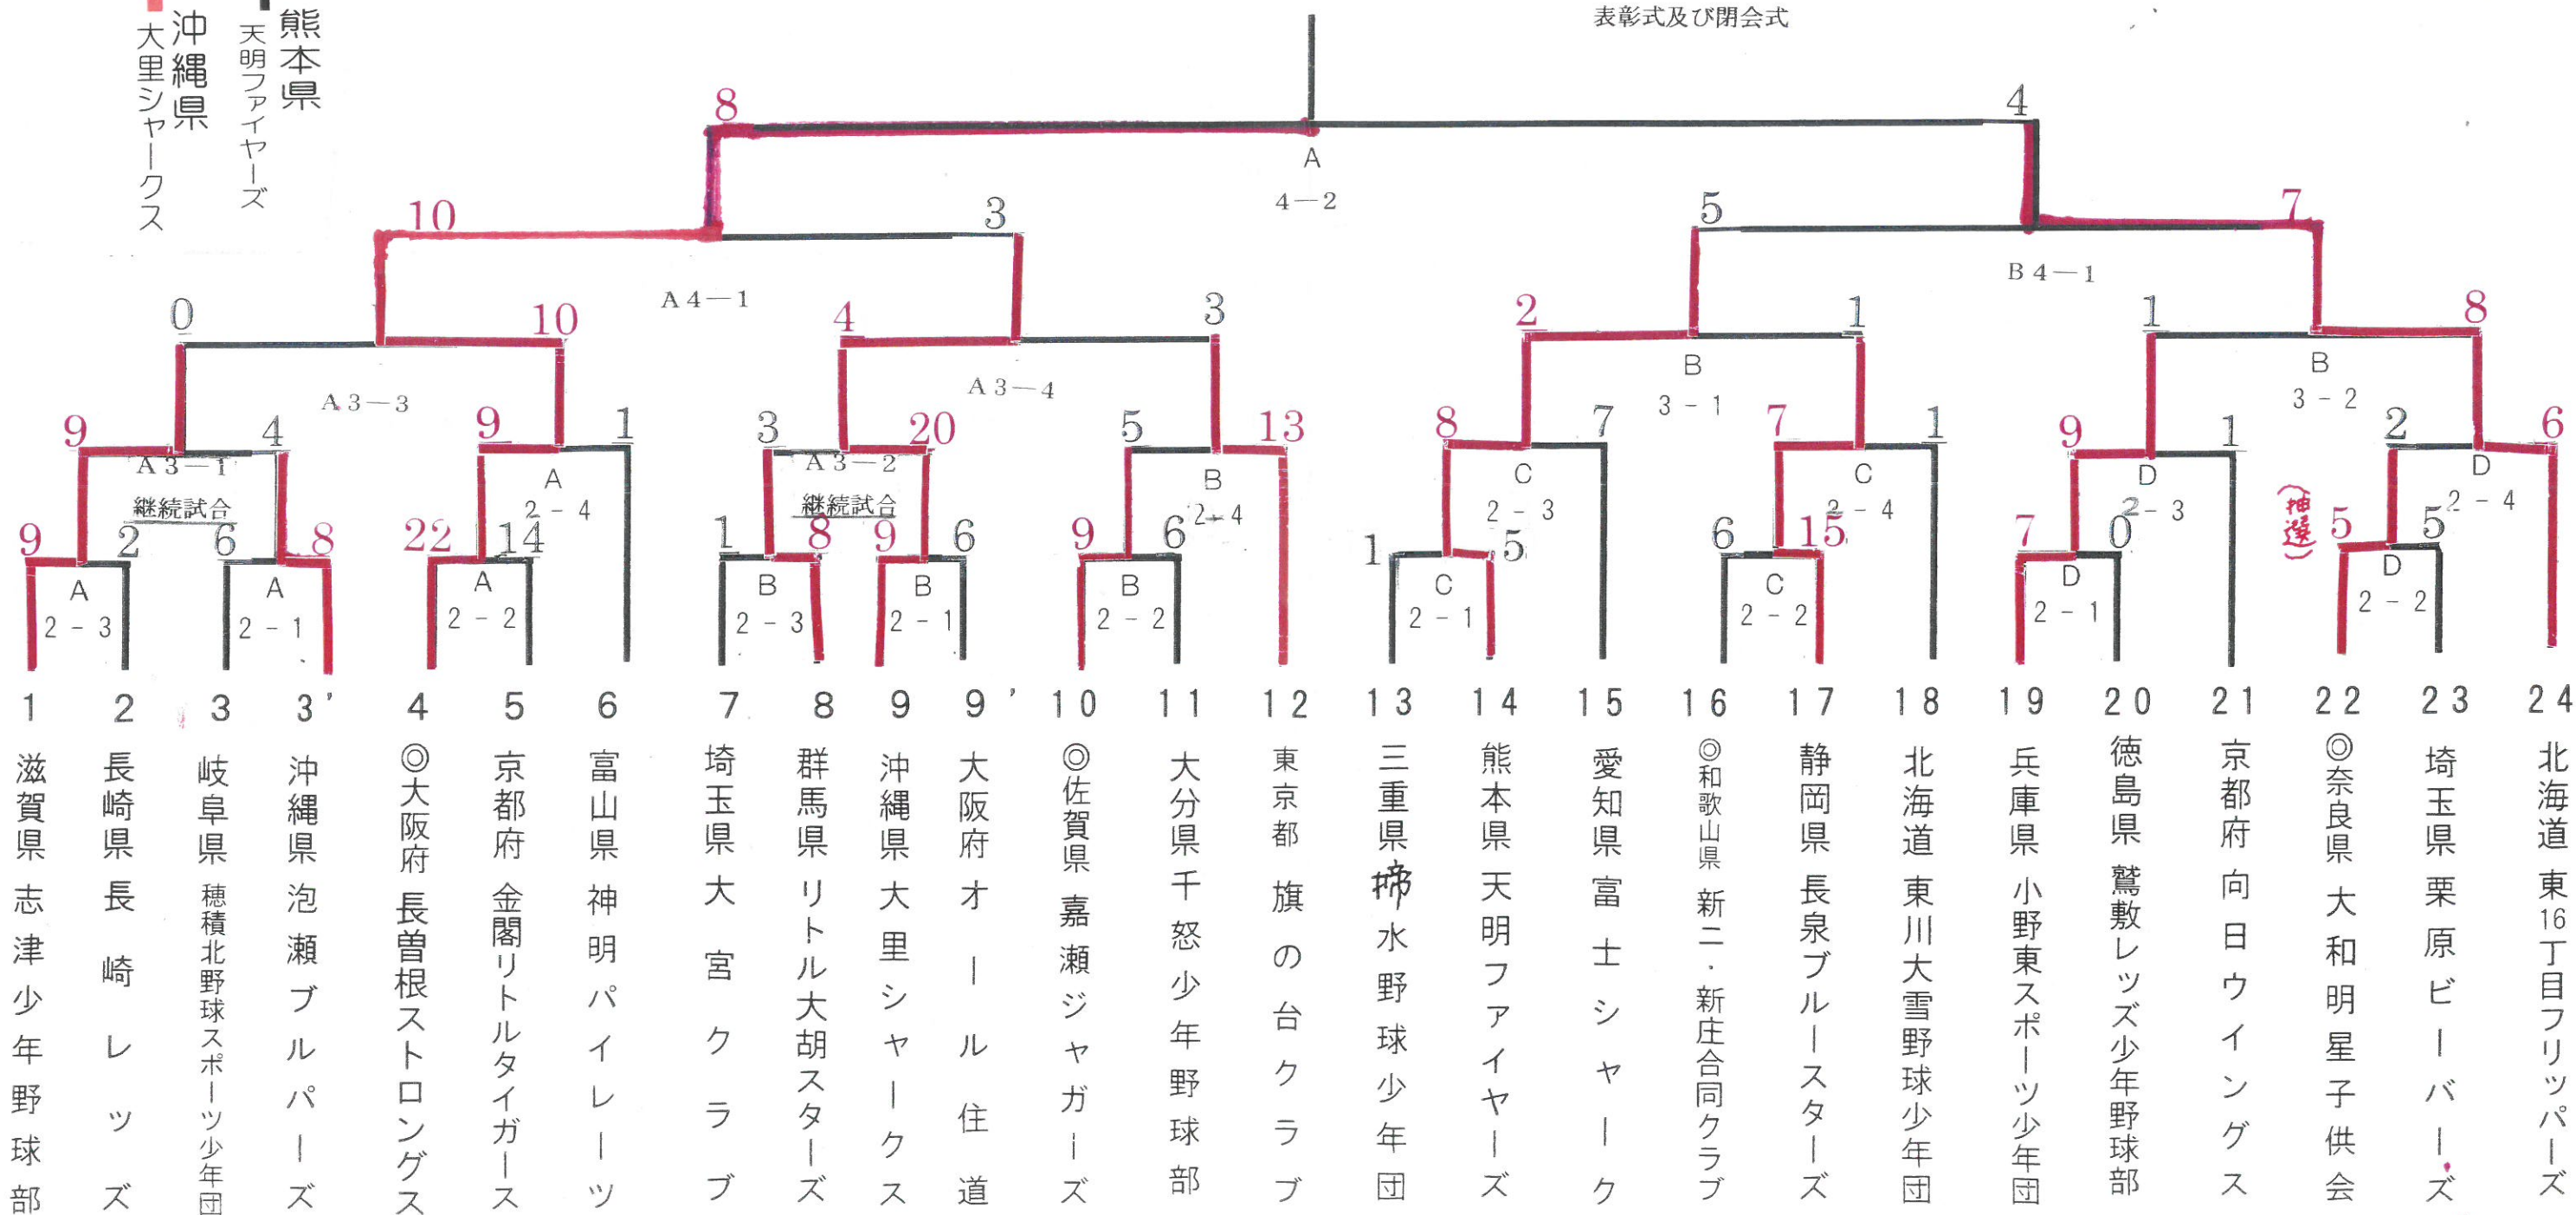 熊本県
天明ファイヤーズ
沖縄県
大里シャークス
表彰式及び閉会式
8 4
A
4—2
10 3 5 7
A4—1 B4—1
0 10 4 3 2 1 1 8
A3—3 A3—4 B 3-1 B 3-2
9 4 9 1 3 20 5 13 8 7 7 1 9 1 2 6
A3—1 継続試合 A 2-4 A3—2 継続試合 B 2-4 C 2-3 C 2-4 D 2-3 D 2-4
9 2 6 8 22 14 1 8 9 6 9 6 1 5 6 15 7 0 (抽選) 5 5
A 2-3 A 2-1 A 2-2 B 2-3 B 2-1 B 2-2 C 2-1 C 2-2 D 2-1 D 2-2
1 2 3 3’ 4 5 6 7 8 9 9’ 10 11 12 13 14 15 16 17 18 19 20 21 22 23 24
滋賀県 志津少年野球部
長崎県 長崎レッズ
岐阜県 穂積北野球スポーツ少年団
沖縄県 泡瀬ブルパーズ
◎大阪府 長曽根ストロングス
京都府 金閣リトルタイガース
富山県 神明パイレーツ
埼玉県 大宮クラブ
群馬県 リトル大胡スターズ
沖縄県 大里シャークス
大阪府 オール住道
◎佐賀県 嘉瀬ジャガーズ
大分県 千怒少年野球部
東京都 旗の台クラブ
三重県 水野球少年団
熊本県 天明ファイヤーズ
愛知県 富士シャーク
◎和歌山県 新二・新庄合同クラブ
静岡県 長泉ブルースターズ
北海道 東川大雪野球少年団
兵庫県 小野東スポーツ少年団
徳島県 鷲敷レッズ少年野球部
京都府 向日ウイングス
◎奈良県 大和明星子供会
埼玉県 栗原ビーバーズ
北海道 東16丁目フリッパーズ